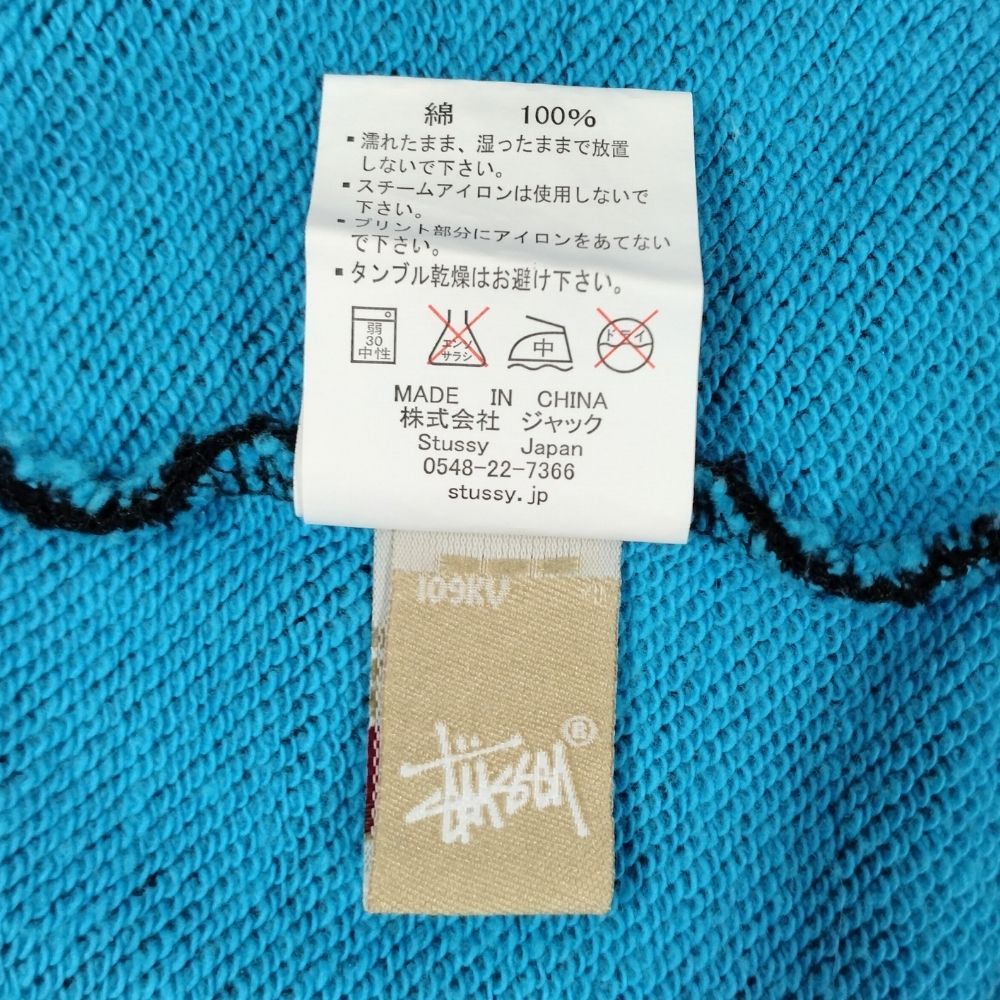 綿 100%
▪濡れたまま、湿ったままで放置
しないで下さい。
▪スチームアイロンは使用しないで
下さい。
▪プリント部分にアイロンをあてない
で下さい。
▪タンブル乾燥はお避け下さい。
弱
30
中性
エンソ
サラシ
中
ドライ
MADE IN CHINA
株式会社 ジャック
Stussy Japan
0548-22-7366
stussy.jp
109KV
Stüssy®